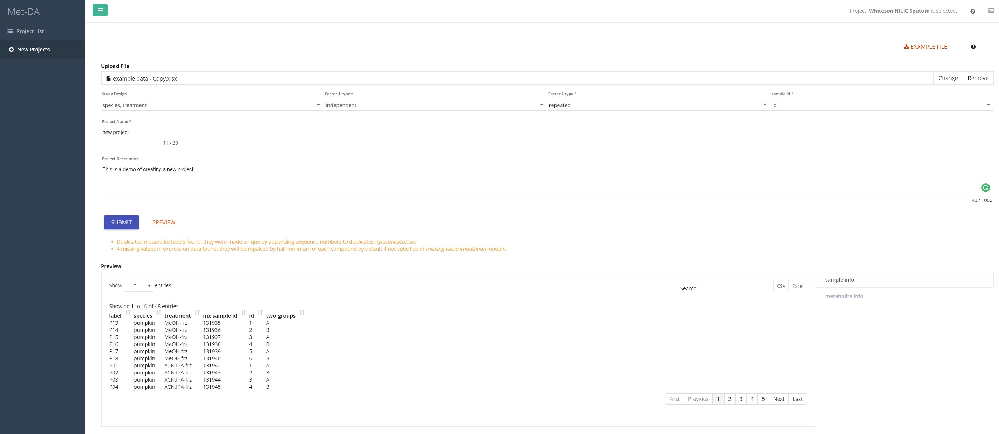 Met-DA
Project: Whiteson HILIC Sputum is selected.
Project List
New Projects
EXAMPLE FILE
Upload File
example data - Copy.xlsx Change Remove
Study Design Factor 1 type * Factor 2 type * sample id *
species, treatment independent repeated id
Project Name *
new project
11 / 30
Project Description
This is a demo of creating a new project
40 / 1000
SUBMIT PREVIEW
Duplicated metabolite labels found, they were made unique by appending sequence numbers to duplicates. (glucoheptulose)
4 missing values in expression data found, they will be repalced by half minimum of each compound by default if not specified in missing value imputation module.
Preview
Show 10 entries Search: CSV Excel
sample info
metabolite info
Showing 1 to 10 of 48 entries
label species treatment mx sample id id two_groups
P13 pumpkin MeOH-frz 131935 1 A
P14 pumpkin MeOH-frz 131936 2 B
P15 pumpkin MeOH-frz 131937 3 A
P16 pumpkin MeOH-frz 131938 4 B
P17 pumpkin MeOH-frz 131939 5 A
P18 pumpkin MeOH-frz 131940 6 B
P01 pumpkin ACN.IPA-frz 131942 1 A
P02 pumpkin ACN.IPA-frz 131943 2 B
P03 pumpkin ACN.IPA-frz 131944 3 A
P04 pumpkin ACN.IPA-frz 131945 4 B
First Previous 1 2 3 4 5 Next Last